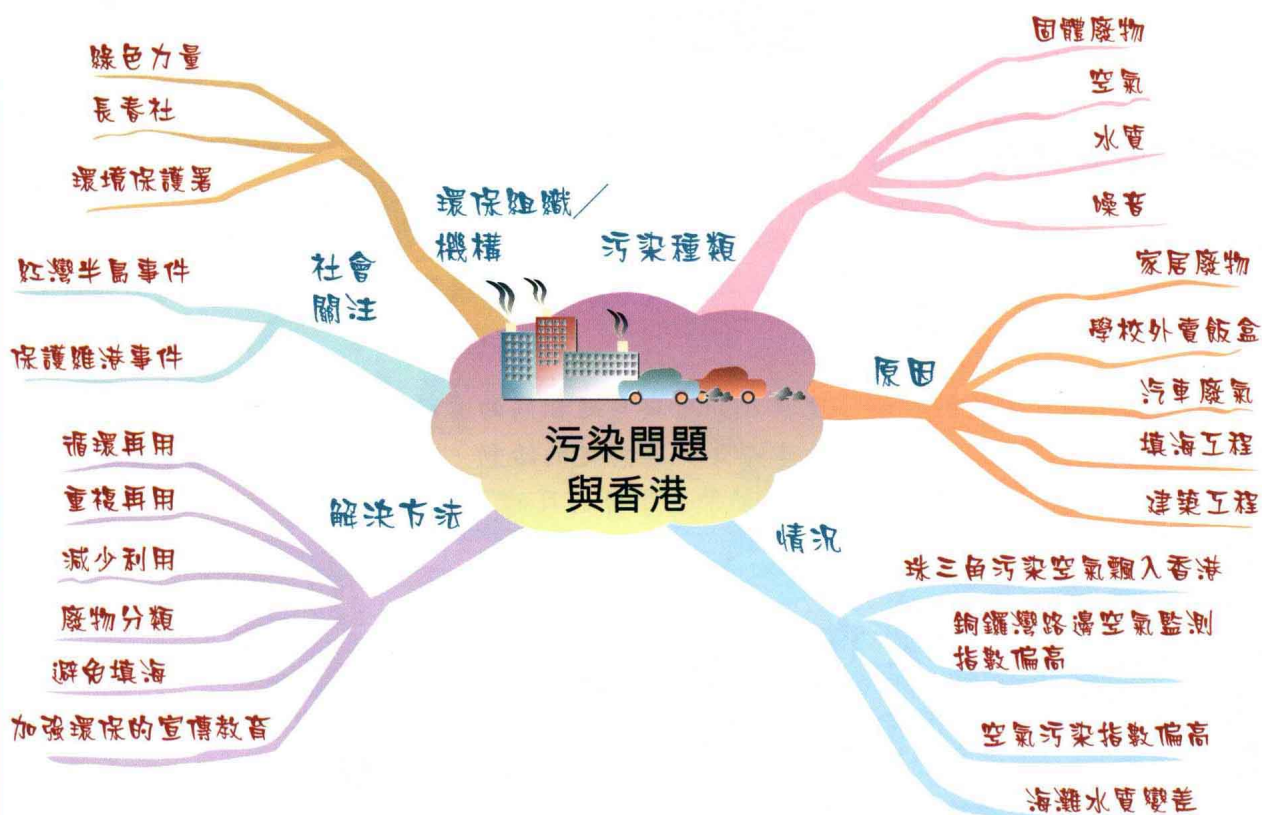 污染問題
與香港
環保組織／
機構
綠色力量
長春社
環境保護署
污染種類
固體廢物
空氣
水質
噪音
原因
家居廢物
學校外賣飯盒
汽車廢氣
填海工程
建築工程
情況
珠三角污染空氣飄入香港
銅鑼灣路邊空氣監測
指數偏高
空氣污染指數偏高
海灘水質變差
解決方法
循環再用
重複再用
減少利用
廢物分類
避免填海
加強環保的宣傳教育
社會
關注
紅灣半島事件
保護維港事件